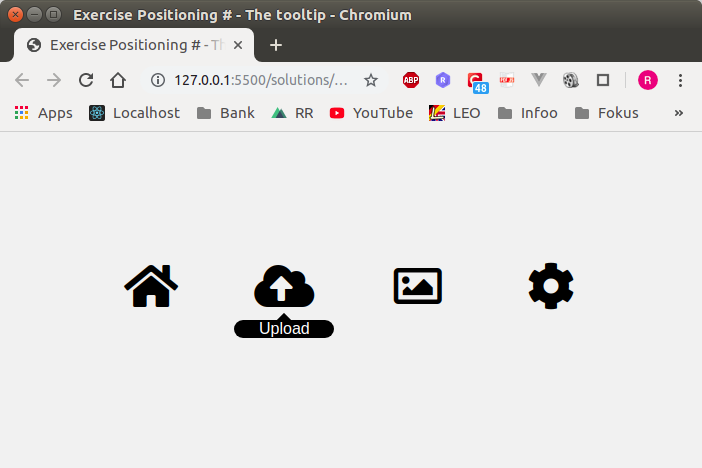 Exercise Positioning # - The tooltip - Chromium
Exercise Positioning # - Th
127.0.0.1:5500/solutions/... ABP R 48 R
Apps Localhost Bank RR YouTube LEO Infoo Fokus »
Upload